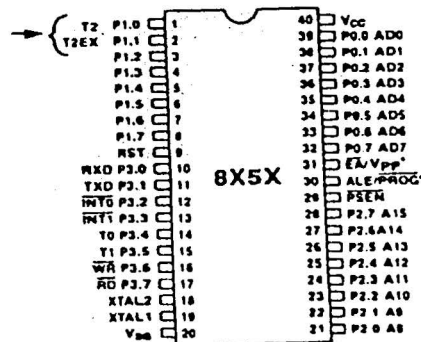 T2 P1.0 1
T2EX P1.1 2
P1.2 3
P1.3 4
P1.4 5
P1.5 6
P1.6 7
P1.7 8
RST 9
RXD P3.0 10
TXD P3.1 11
INT0 P3.2 12
INT1 P3.3 13
T0 P3.4 14
T1 P3.5 15
WR P3.6 16
RD P3.7 17
XTAL2 18
XTAL1 19
VSS 20
8X5X
40 VCC
39 P0.0 AD0
38 P0.1 AD1
37 P0.2 AD2
36 P0.3 AD3
35 P0.4 AD4
34 P0.5 AD5
33 P0.6 AD6
32 P0.7 AD7
31 EA/VPP*
30 ALE/PROG*
29 PSEN
28 P2.7 A15
27 P2.6 A14
26 P2.5 A13
25 P2.4 A12
24 P2.3 A11
23 P2.2 A10
22 P2.1 A9
21 P2.0 A8